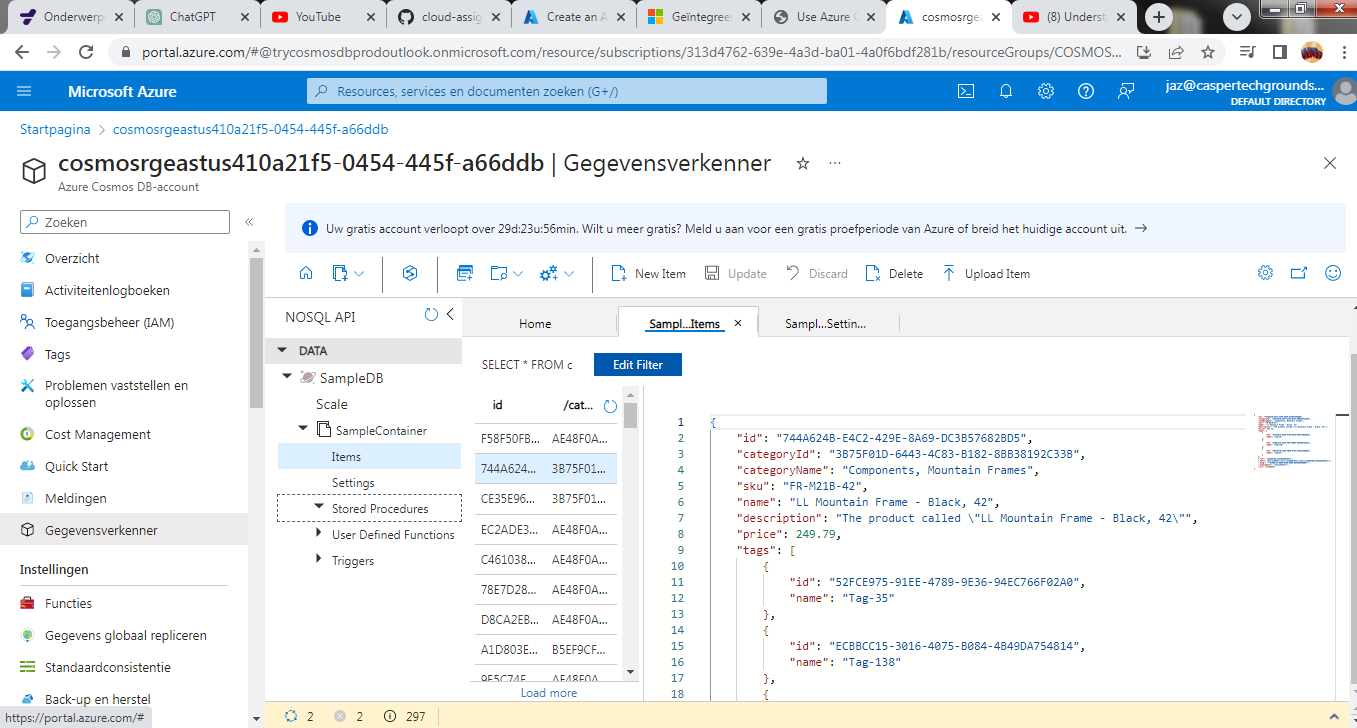 Onderwerp
ChatGPT
YouTube
cloud-assig
Create an A
Geïntegreer
Use Azure C
cosmosrgea
(8) Understa
portal.azure.com/#@trycosmosdbprodoutlook.onmicrosoft.com/resource/subscriptions/313d4762-639e-4a3d-ba01-4a0f6bdf281b/resourceGroups/COSMOS...
Microsoft Azure
Resources, services en documenten zoeken (G+/)
jaz@caspertechgrounds...
DEFAULT DIRECTORY
Startpagina > cosmosrgeastus410a21f5-0454-445f-a66ddb
cosmosrgeastus410a21f5-0454-445f-a66ddb | Gegevensverkenner
Azure Cosmos DB-account
Zoeken
Uw gratis account verloopt over 29d:23u:56min. Wilt u meer gratis? Meld u aan voor een gratis proefperiode van Azure of breid het huidige account uit. →
Overzicht
Activiteitenlogboeken
Toegangsbeheer (IAM)
Tags
Problemen vaststellen en
oplossen
Cost Management
Quick Start
Meldingen
Gegevensverkenner
Instellingen
Functies
Gegevens globaal repliceren
Standaardconsistentie
Back-up en herstel
https://portal.azure.com/#
New Item
Update
Discard
Delete
Upload Item
NOSQL API
DATA
SampleDB
Scale
SampleContainer
Items
Settings
Stored Procedures
User Defined Functions
Triggers
Home
Sampl...Items
Sampl...Settin...
SELECT * FROM c
Edit Filter
id /cat...
F58F50FB... AE48F0A...
744A624... 3B75F01...
CE35E96... 3B75F01...
EC2ADE3... AE48F0A...
C461038... AE48F0A...
78E7D28... AE48F0A...
D8CA2EB... AE48F0A...
A1D803E... B5EF9CF...
9F5C74E... AE48F0A...
Load more
1 {
2 "id": "744A624B-E4C2-429E-8A69-DC3B57682BD5",
3 "categoryId": "3B75F01D-6443-4C83-B182-8BB38192C33B",
4 "categoryName": "Components, Mountain Frames",
5 "sku": "FR-M21B-42",
6 "name": "LL Mountain Frame - Black, 42",
7 "description": "The product called \"LL Mountain Frame - Black, 42\"",
8 "price": 249.79,
9 "tags": [
10 {
11 "id": "52FCE975-91EE-4789-9E36-94EC766F02A0",
12 "name": "Tag-35"
13 },
14 {
15 "id": "ECBBCC15-3016-4075-B084-4B49DA754814",
16 "name": "Tag-138"
17 },
18 {
2 2 297